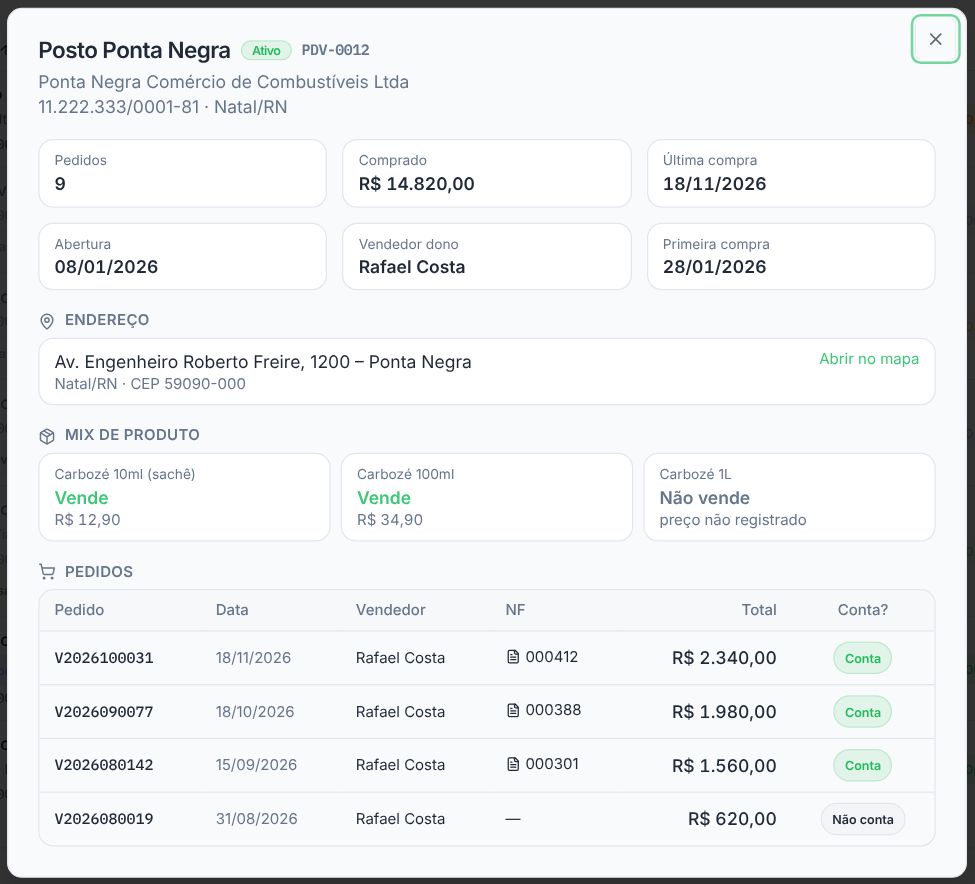 Posto Ponta Negra Ativo PDV-0012
Ponta Negra Comércio de Combustíveis Ltda
11.222.333/0001-81 · Natal/RN
Pedidos
9
Comprado
R$ 14.820,00
Última compra
18/11/2026
Abertura
08/01/2026
Vendedor dono
Rafael Costa
Primeira compra
28/01/2026
ENDEREÇO
Av. Engenheiro Roberto Freire, 1200 – Ponta Negra
Natal/RN · CEP 59090-000
Abrir no mapa
MIX DE PRODUTO
Carbozé 10ml (sachê)
Vende
R$ 12,90
Carbozé 100ml
Vende
R$ 34,90
Carbozé 1L
Não vende
preço não registrado
PEDIDOS
Pedido Data Vendedor NF Total Conta?
V2026100031 18/11/2026 Rafael Costa 000412 R$ 2.340,00 Conta
V2026090077 18/10/2026 Rafael Costa 000388 R$ 1.980,00 Conta
V2026080142 15/09/2026 Rafael Costa 000301 R$ 1.560,00 Conta
V2026080019 31/08/2026 Rafael Costa — R$ 620,00 Não conta